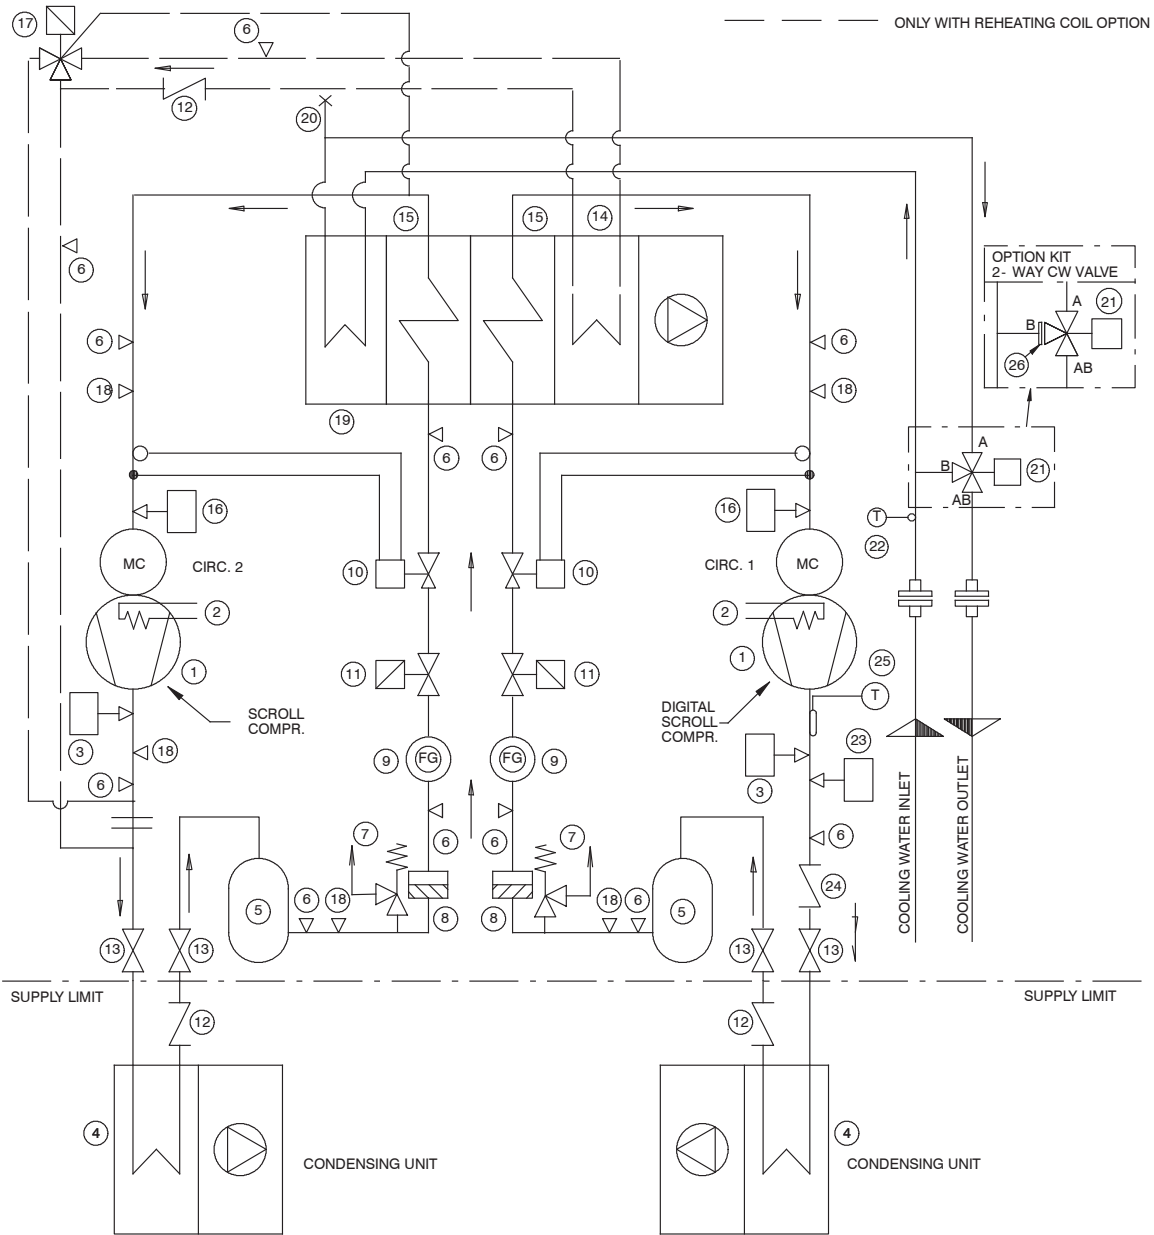 17
6
ONLY WITH REHEATING COIL OPTION
12
20
15
15
14
6
OPTION KIT
2- WAY CW VALVE
A
21
B
26
AB
6
18
6
18
19
6
6
A
B
21
AB
16
16
T
22
MC
CIRC. 2
10
10
CIRC. 1
MC
2
2
1
11
11
1
25
T
SCROLL
COMPR.
DIGITAL
SCROLL
COMPR.
3
18
9
FG
FG
9
3
23
6
7
6
6
7
6
COOLING WATER INLET
COOLING WATER OUTLET
5
6
18
8
8
18
6
5
24
13
13
13
13
SUPPLY LIMIT
SUPPLY LIMIT
12
12
4
CONDENSING UNIT
4
CONDENSING UNIT